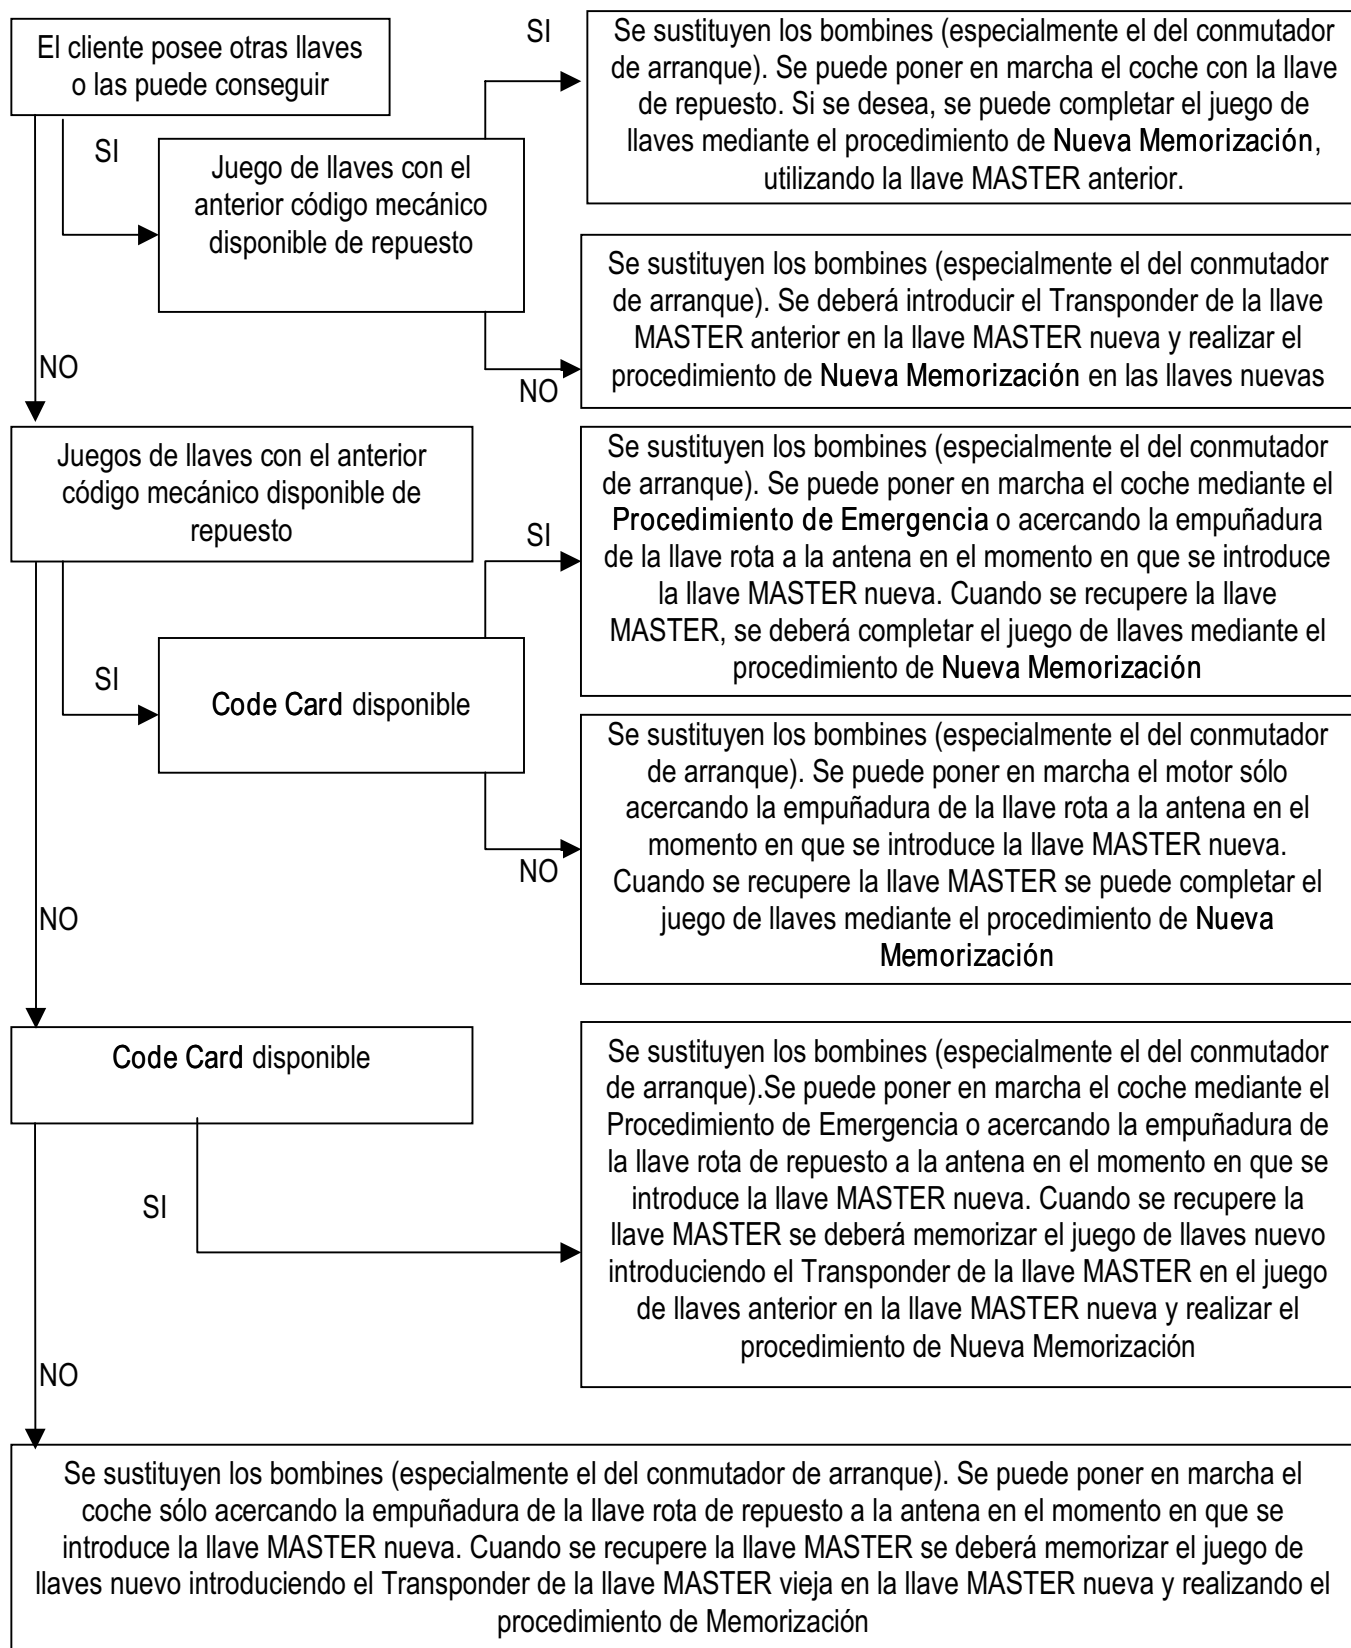 El cliente posee otras llaves
o las puede conseguir
SI
Se sustituyen los bombines (especialmente el del conmutador
de arranque). Se puede poner en marcha el coche con la llave
de repuesto. Si se desea, se puede completar el juego de
llaves mediante el procedimiento de Nueva Memorización,
utilizando la llave MASTER anterior.
SI
Juego de llaves con el
anterior código mecánico
disponible de repuesto
Se sustituyen los bombines (especialmente el del conmutador
de arranque). Se deberá introducir el Transponder de la llave
MASTER anterior en la llave MASTER nueva y realizar el
procedimiento de Nueva Memorización en las llaves nuevas
NO
NO
Juegos de llaves con el anterior
código mecánico disponible de
repuesto
SI
Se sustituyen los bombines (especialmente el del conmutador
de arranque). Se puede poner en marcha el coche mediante el
Procedimiento de Emergencia o acercando la empuñadura
de la llave rota a la antena en el momento en que se introduce
la llave MASTER nueva. Cuando se recupere la llave
MASTER, se deberá completar el juego de llaves mediante el
procedimiento de Nueva Memorización
SI
Code Card disponible
Se sustituyen los bombines (especialmente el del conmutador
de arranque). Se puede poner en marcha el motor sólo
acercando la empuñadura de la llave rota a la antena en el
momento en que se introduce la llave MASTER nueva.
Cuando se recupere la llave MASTER se puede completar el
juego de llaves mediante el procedimiento de Nueva
Memorización
NO
NO
Code Card disponible
Se sustituyen los bombines (especialmente el del conmutador
de arranque).Se puede poner en marcha el coche mediante el
Procedimiento de Emergencia o acercando la empuñadura de
la llave rota de repuesto a la antena en el momento en que se
introduce la llave MASTER nueva. Cuando se recupere la
llave MASTER se deberá memorizar el juego de llaves nuevo
introduciendo el Transponder de la llave MASTER en el juego
de llaves anterior en la llave MASTER nueva y realizar el
procedimiento de Nueva Memorización
SI
NO
Se sustituyen los bombines (especialmente el del conmutador de arranque). Se puede poner en marcha el
coche sólo acercando la empuñadura de la llave rota de repuesto a la antena en el momento en que se
introduce la llave MASTER nueva. Cuando se recupere la llave MASTER se deberá memorizar el juego de
llaves nuevo introduciendo el Transponder de la llave MASTER vieja en la llave MASTER nueva y realizando el
procedimiento de Memorización